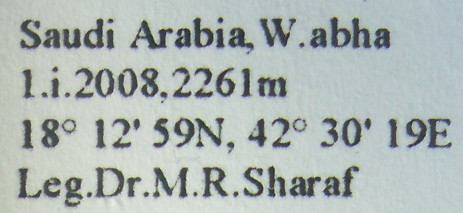 Saudi Arabia, W.abha
1.i.2008,2261m
18° 12' 59N, 42° 30' 19E
Leg.Dr.M.R.Sharaf